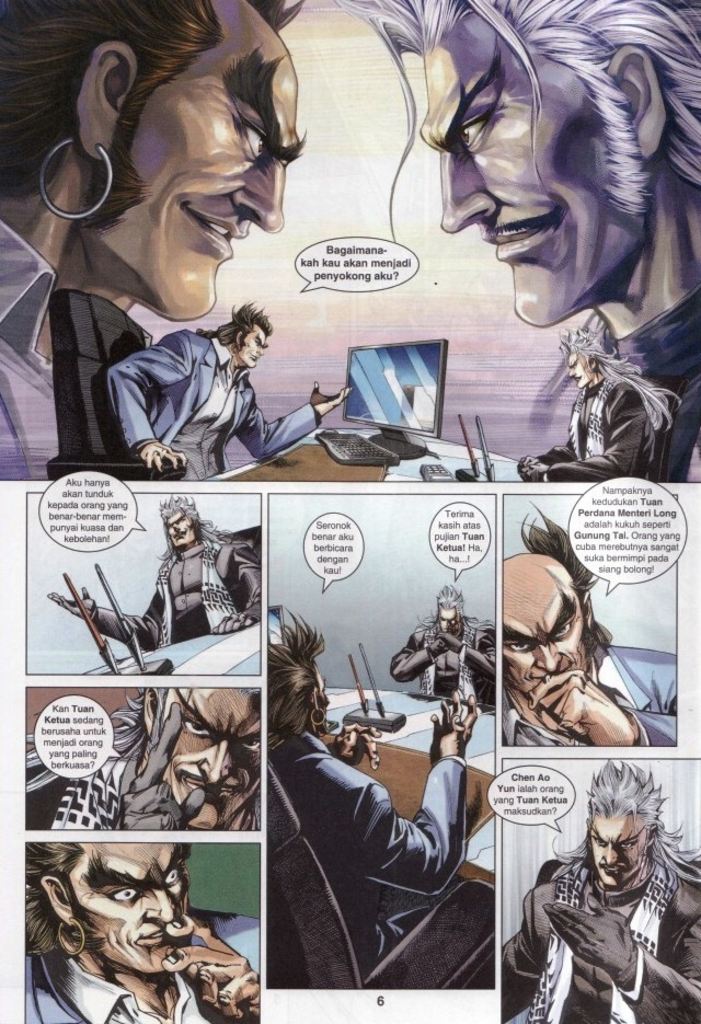 Bagaimana-
kah kau akan menjadi
penyokong aku?
Aku hanya
akan tunduk
kepada orang yang
benar-benar mem-
punyai kuasa dan
kebolehan!
Kan Tuan
Ketua sedang
berusaha untuk
menjadi orang
yang paling
berkuasa?
Seronok
benar aku
berbicara
dengan
kau!
Terima
kasih atas
pujian Tuan
Ketua! Ha,
ha...!
Nampaknya
kedudukan Tuan
Perdana Menteri Long
adalah kukuh seperti
Gunung Tai. Orang yang
cuba merebutnya sangat
suka bermimpi pada
siang bolong!
Chen Ao
Yun ialah orang
yang Tuan Ketua
maksudkan?
6